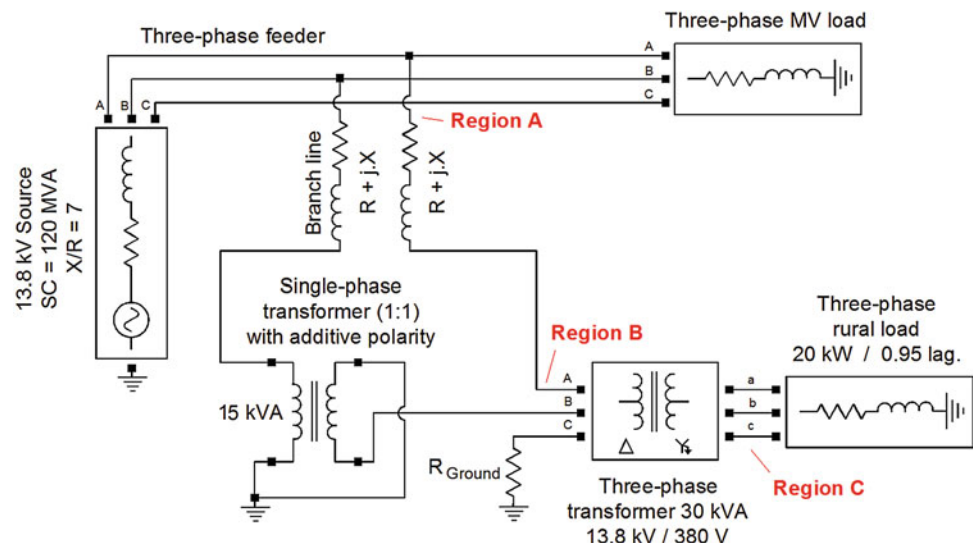 Three-phase MV load
Three-phase feeder
A
B
C
A B C
Region A
13.8 kV Source
SC = 120 MVA
X/R = 7
Branch line
R + j.X
R + j.X
Single-phase
transformer (1:1)
with additive polarity
15 kVA
Region B
Three-phase
rural load
20 kW / 0.95 lag.
A
B
C
a
b
c
Δ
Y
R Ground
Region C
Three-phase
transformer 30 kVA
13.8 kV / 380 V